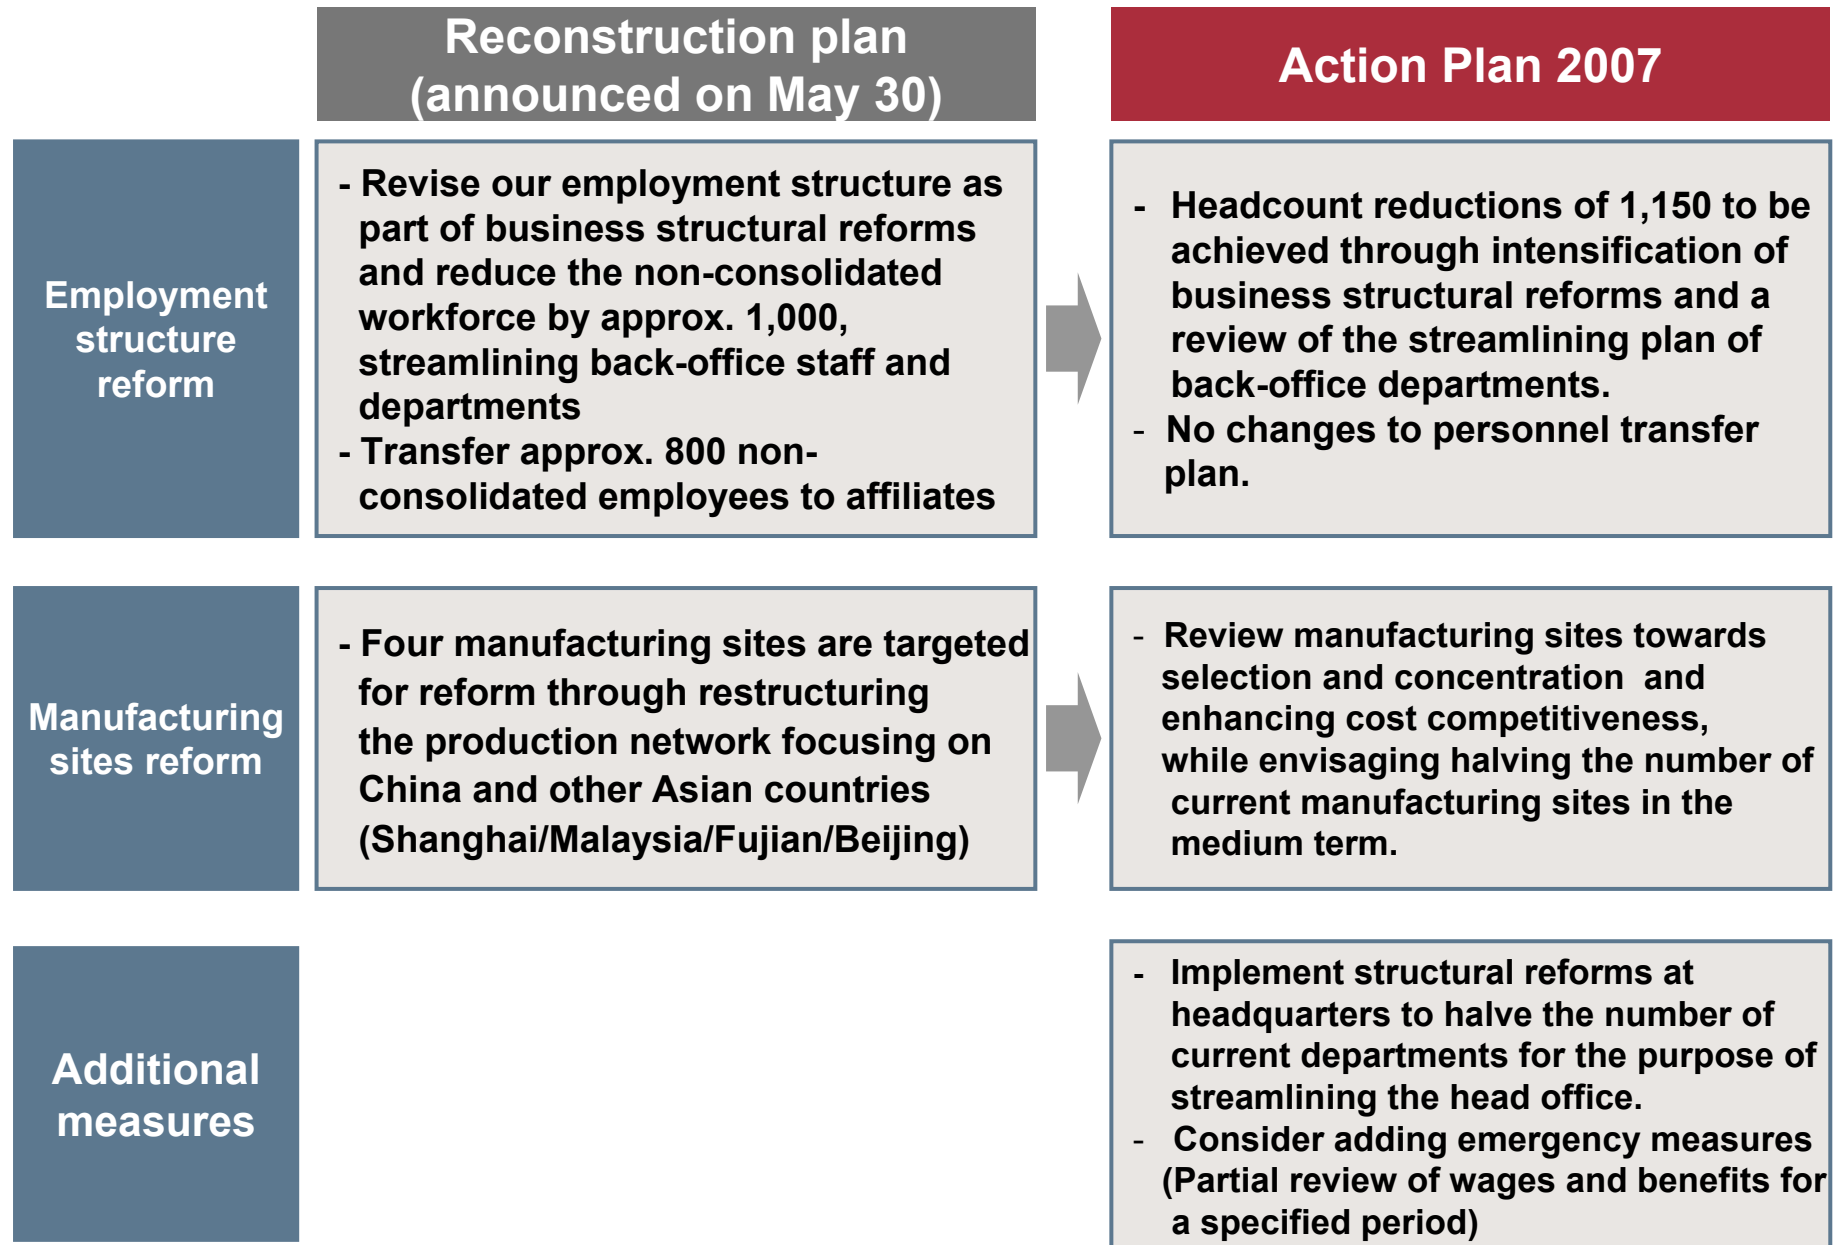 Reconstruction plan
(announced on May 30)
Action Plan 2007
Employment
structure
reform
- Revise our employment structure as
part of business structural reforms
and reduce the non-consolidated
workforce by approx. 1,000,
streamlining back-office staff and
departments
- Transfer approx. 800 non-
consolidated employees to affiliates
- Headcount reductions of 1,150 to be
achieved through intensification of
business structural reforms and a
review of the streamlining plan of
back-office departments.
- No changes to personnel transfer
plan.
Manufacturing
sites reform
- Four manufacturing sites are targeted
for reform through restructuring
the production network focusing on
China and other Asian countries
(Shanghai/Malaysia/Fujian/Beijing)
- Review manufacturing sites towards
selection and concentration and
enhancing cost competitiveness,
while envisaging halving the number of
current manufacturing sites in the
medium term.
Additional
measures
- Implement structural reforms at
headquarters to halve the number of
current departments for the purpose of
streamlining the head office.
- Consider adding emergency measures
(Partial review of wages and benefits for
a specified period)